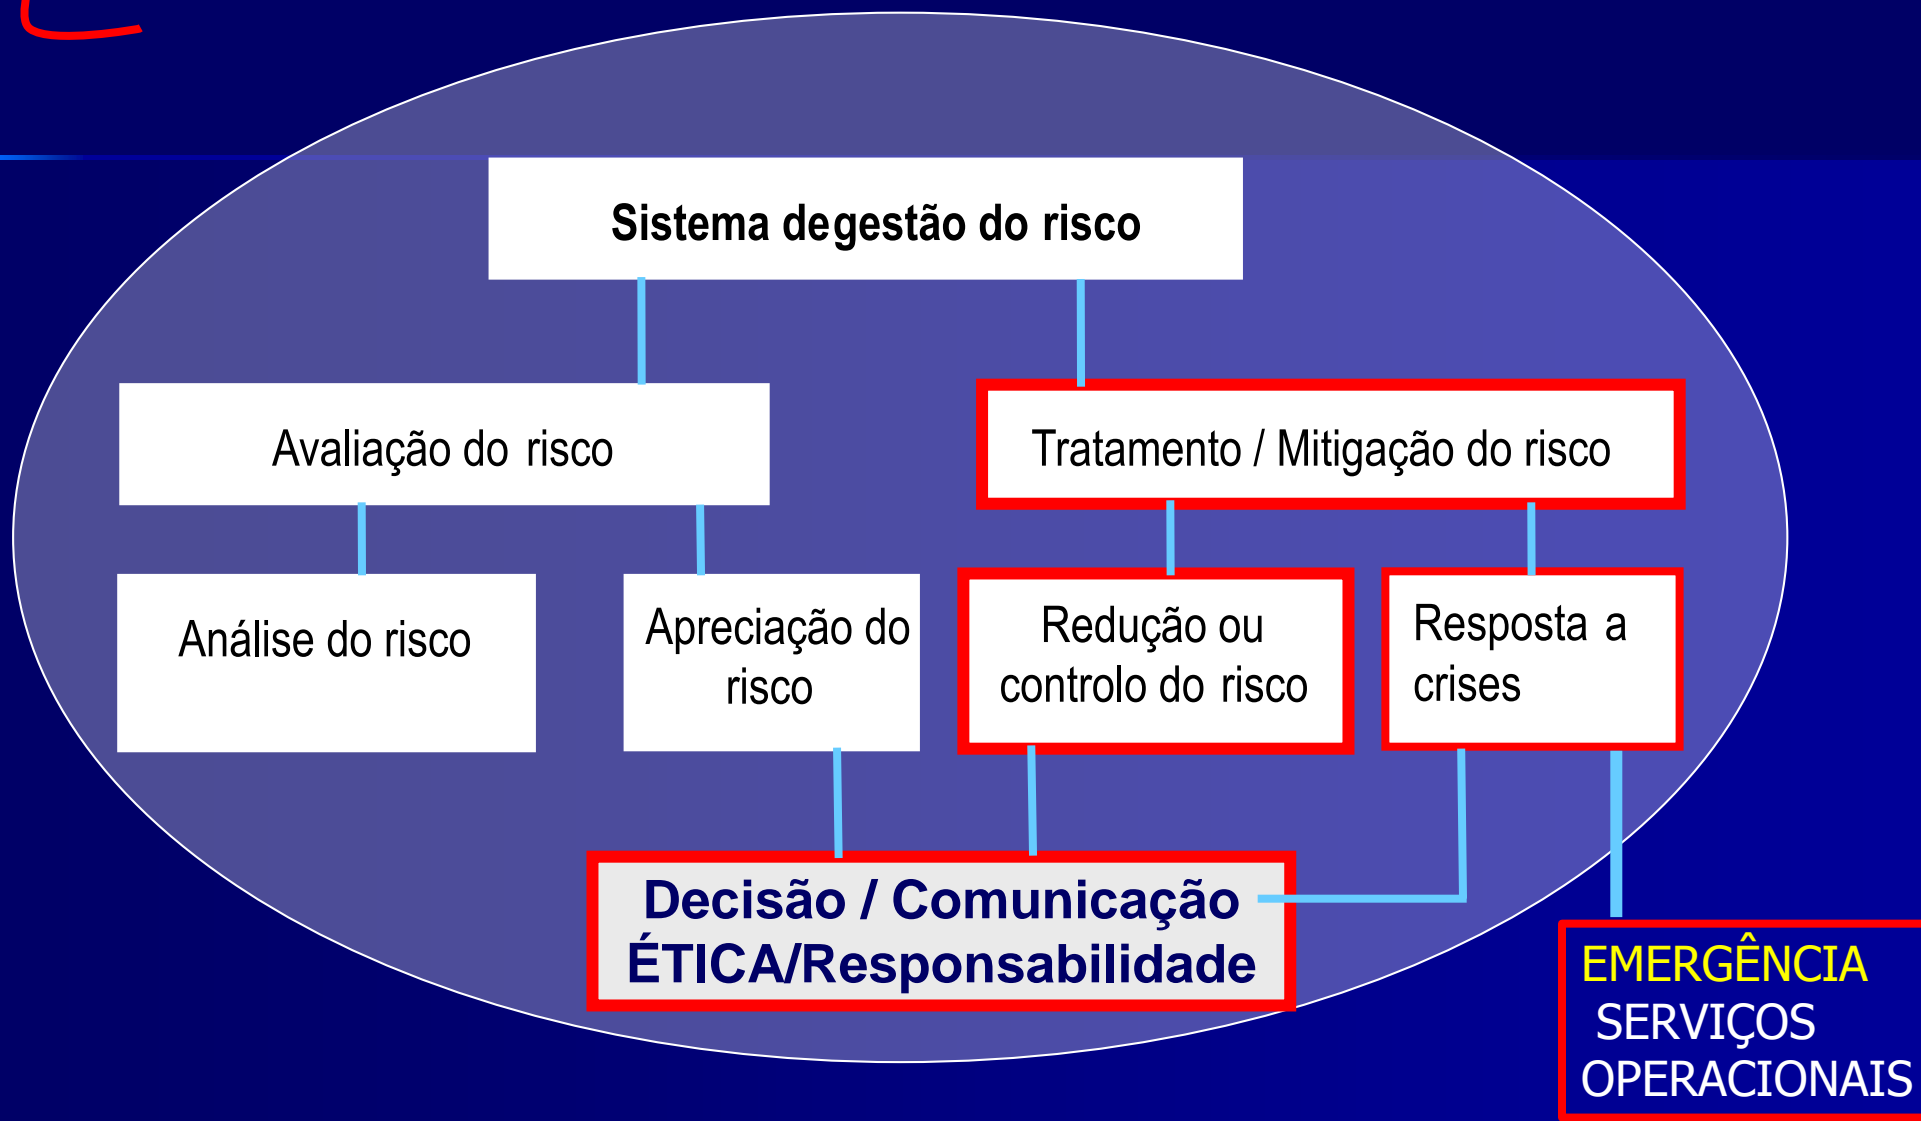 Sistema degestão do risco
Avaliação do risco
Tratamento / Mitigação do risco
Análise do risco
Apreciação do
risco
Redução ou
controlo do risco
Resposta a
crises
Decisão / Comunicação
ÉTICA/Responsabilidade
EMERGÊNCIA
SERVIÇOS
OPERACIONAIS